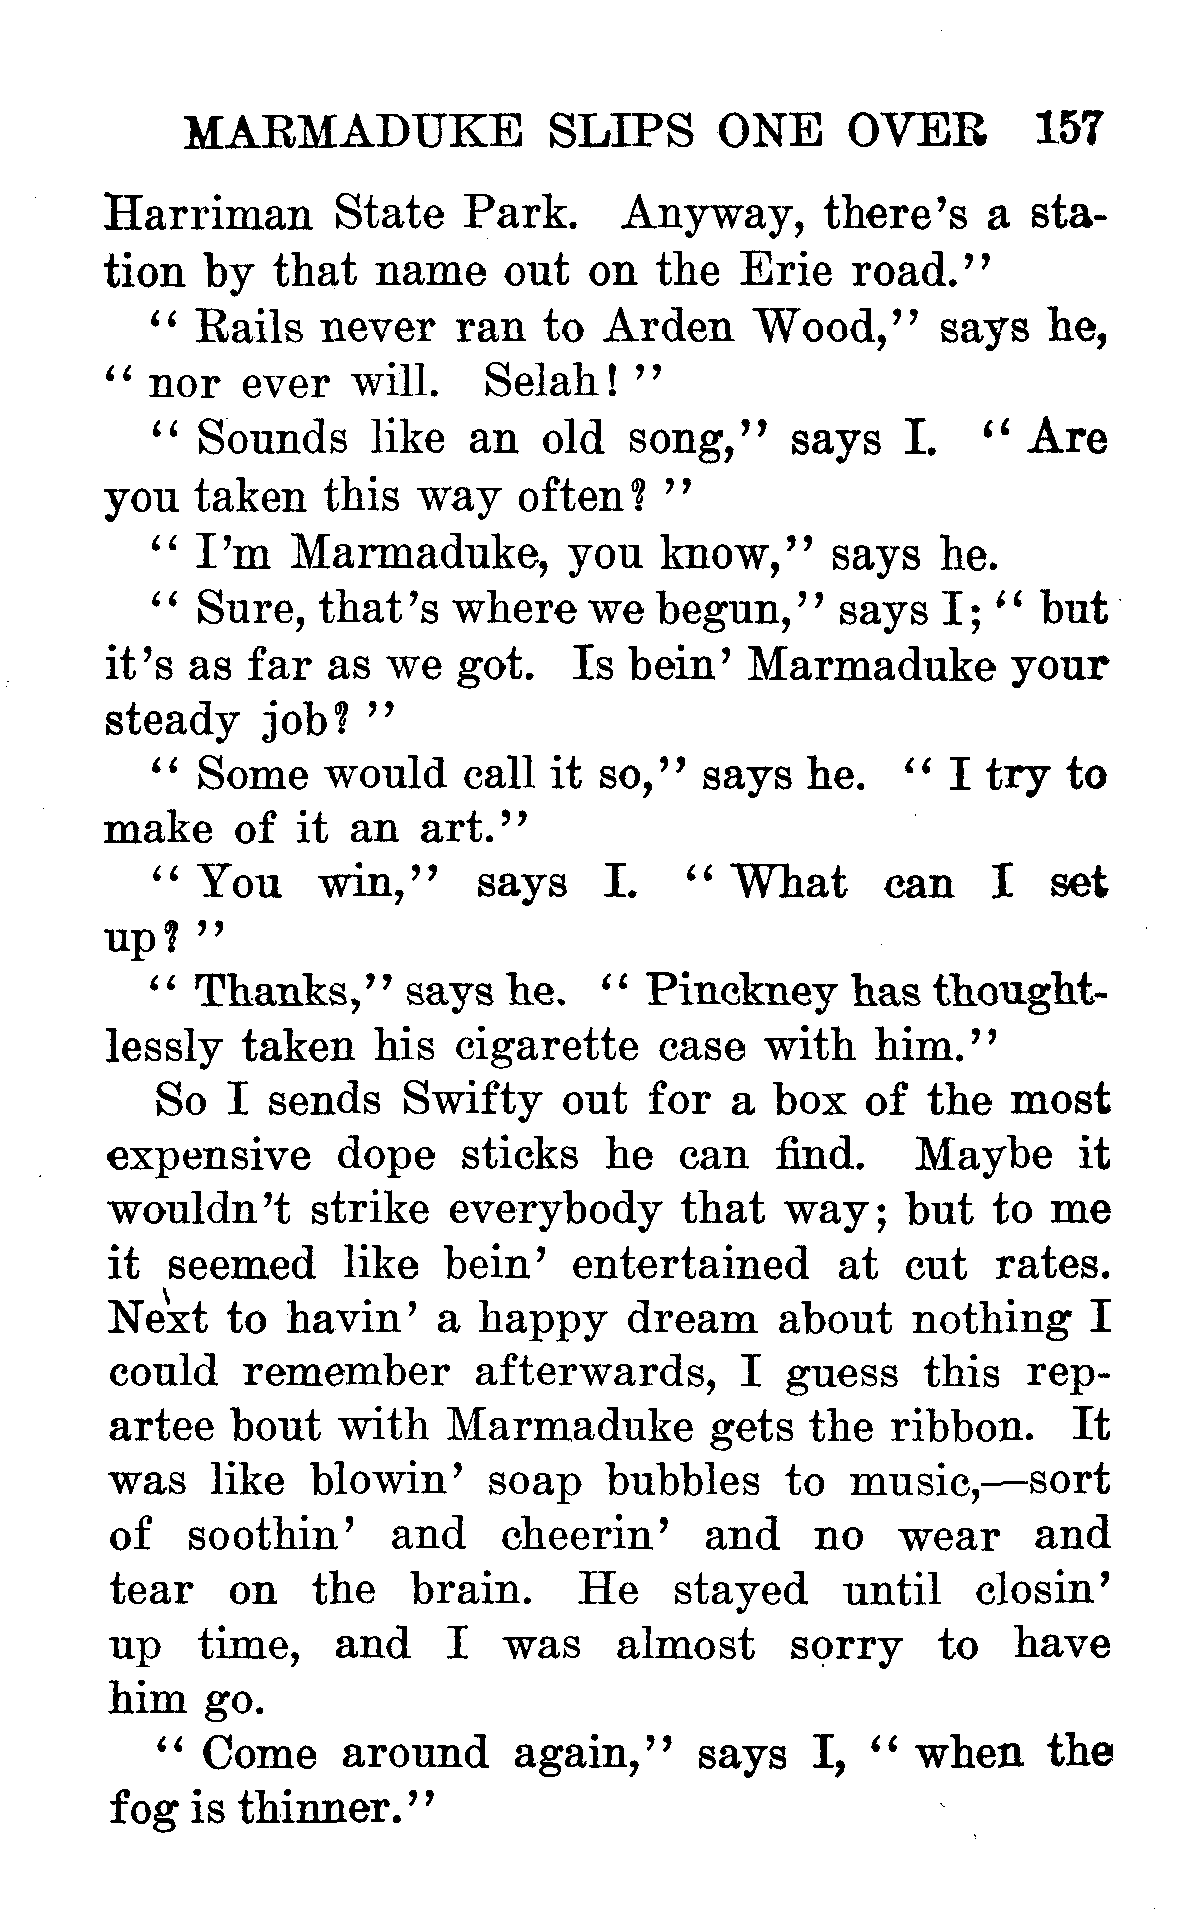 MARMADUKE SLIPS ONE OVER 157
Harriman State Park. Anyway, there's a sta-
tion by that name out on the Erie road."
"Rails never ran to Arden Wood," says he,
"nor ever will. Selah!"
"Sounds like an old song," says I. "Are
you taken this way often?"
"I'm Marmaduke, you know," says he.
"Sure, that's where we begun," says I; "but
it's as far as we got. Is bein' Marmaduke your
steady job?"
"Some would call it so," says he. "I try to
make of it an art."
"You win," says I. "What can I set
up?"
"Thanks," says he. "Pinckney has thought-
lessly taken his cigarette case with him."
So I sends Swifty out for a box of the most
expensive dope sticks he can find. Maybe it
wouldn't strike everybody that way; but to me
it seemed like bein' entertained at cut rates.
Next to havin' a happy dream about nothing I
could remember afterwards, I guess this rep-
artee bout with Marmaduke gets the ribbon. It
was like blowin' soap bubbles to music,—sort
of soothin' and cheerin' and no wear and
tear on the brain. He stayed until closin'
up time, and I was almost sorry to have
him go.
"Come around again," says I, "when the
fog is thinner."